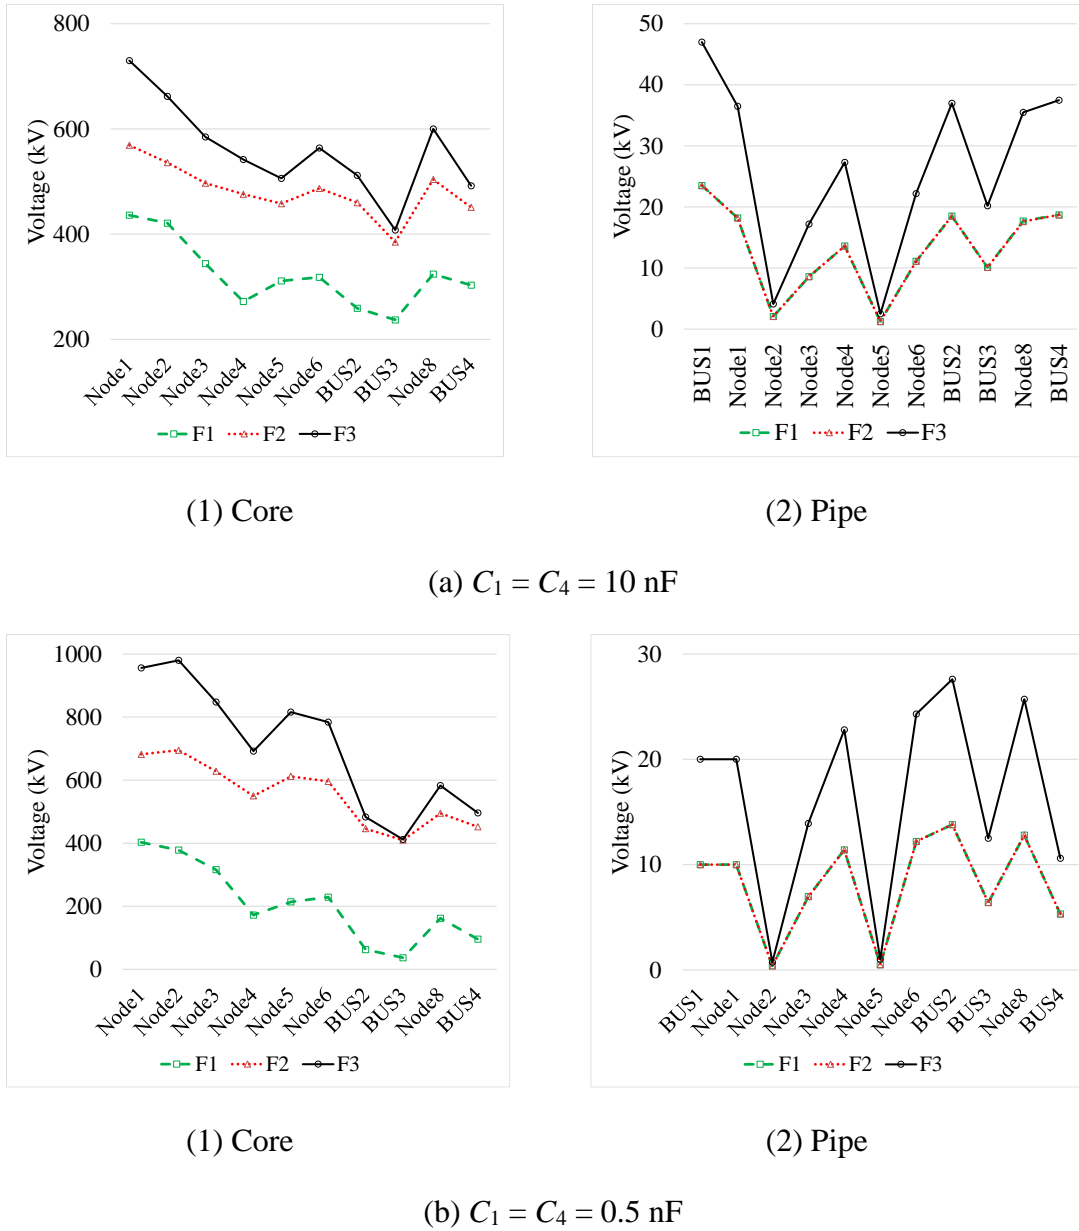 800
600
400
200
Voltage (kV)
Node1 Node2 Node3 Node4 Node5 Node6 BUS2 BUS3 Node8 BUS4
F1 F2 F3
50
40
30
20
10
0
Voltage (kV)
BUS1 Node1 Node2 Node3 Node4 Node5 Node6 BUS2 BUS3 Node8 BUS4
F1 F2 F3
(1) Core
(2) Pipe
(a) C1 = C4 = 10 nF
1000
800
600
400
200
0
Voltage (kV)
Node1 Node2 Node3 Node4 Node5 Node6 BUS2 BUS3 Node8 BUS4
F1 F2 F3
30
20
10
0
Voltage (kV)
BUS1 Node1 Node2 Node3 Node4 Node5 Node6 BUS2 BUS3 Node8 BUS4
F1 F2 F3
(1) Core
(2) Pipe
(b) C1 = C4 = 0.5 nF